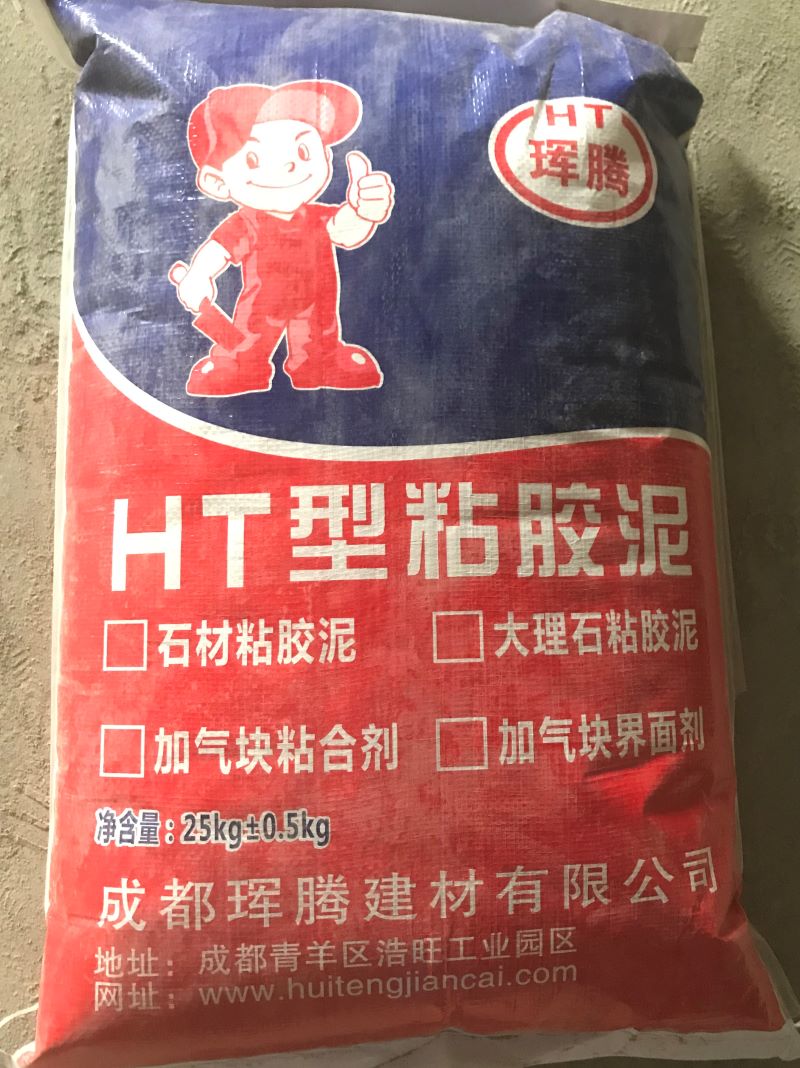 HT
珲腾
HT型粘胶泥
石材粘胶泥 大理石粘胶泥
加气块粘合剂 加气块界面剂
净含量：25kg±0.5kg
成都珲腾建材有限公司
地址：成都青羊区浩旺工业园区
网址：www.huitengjiancai.com